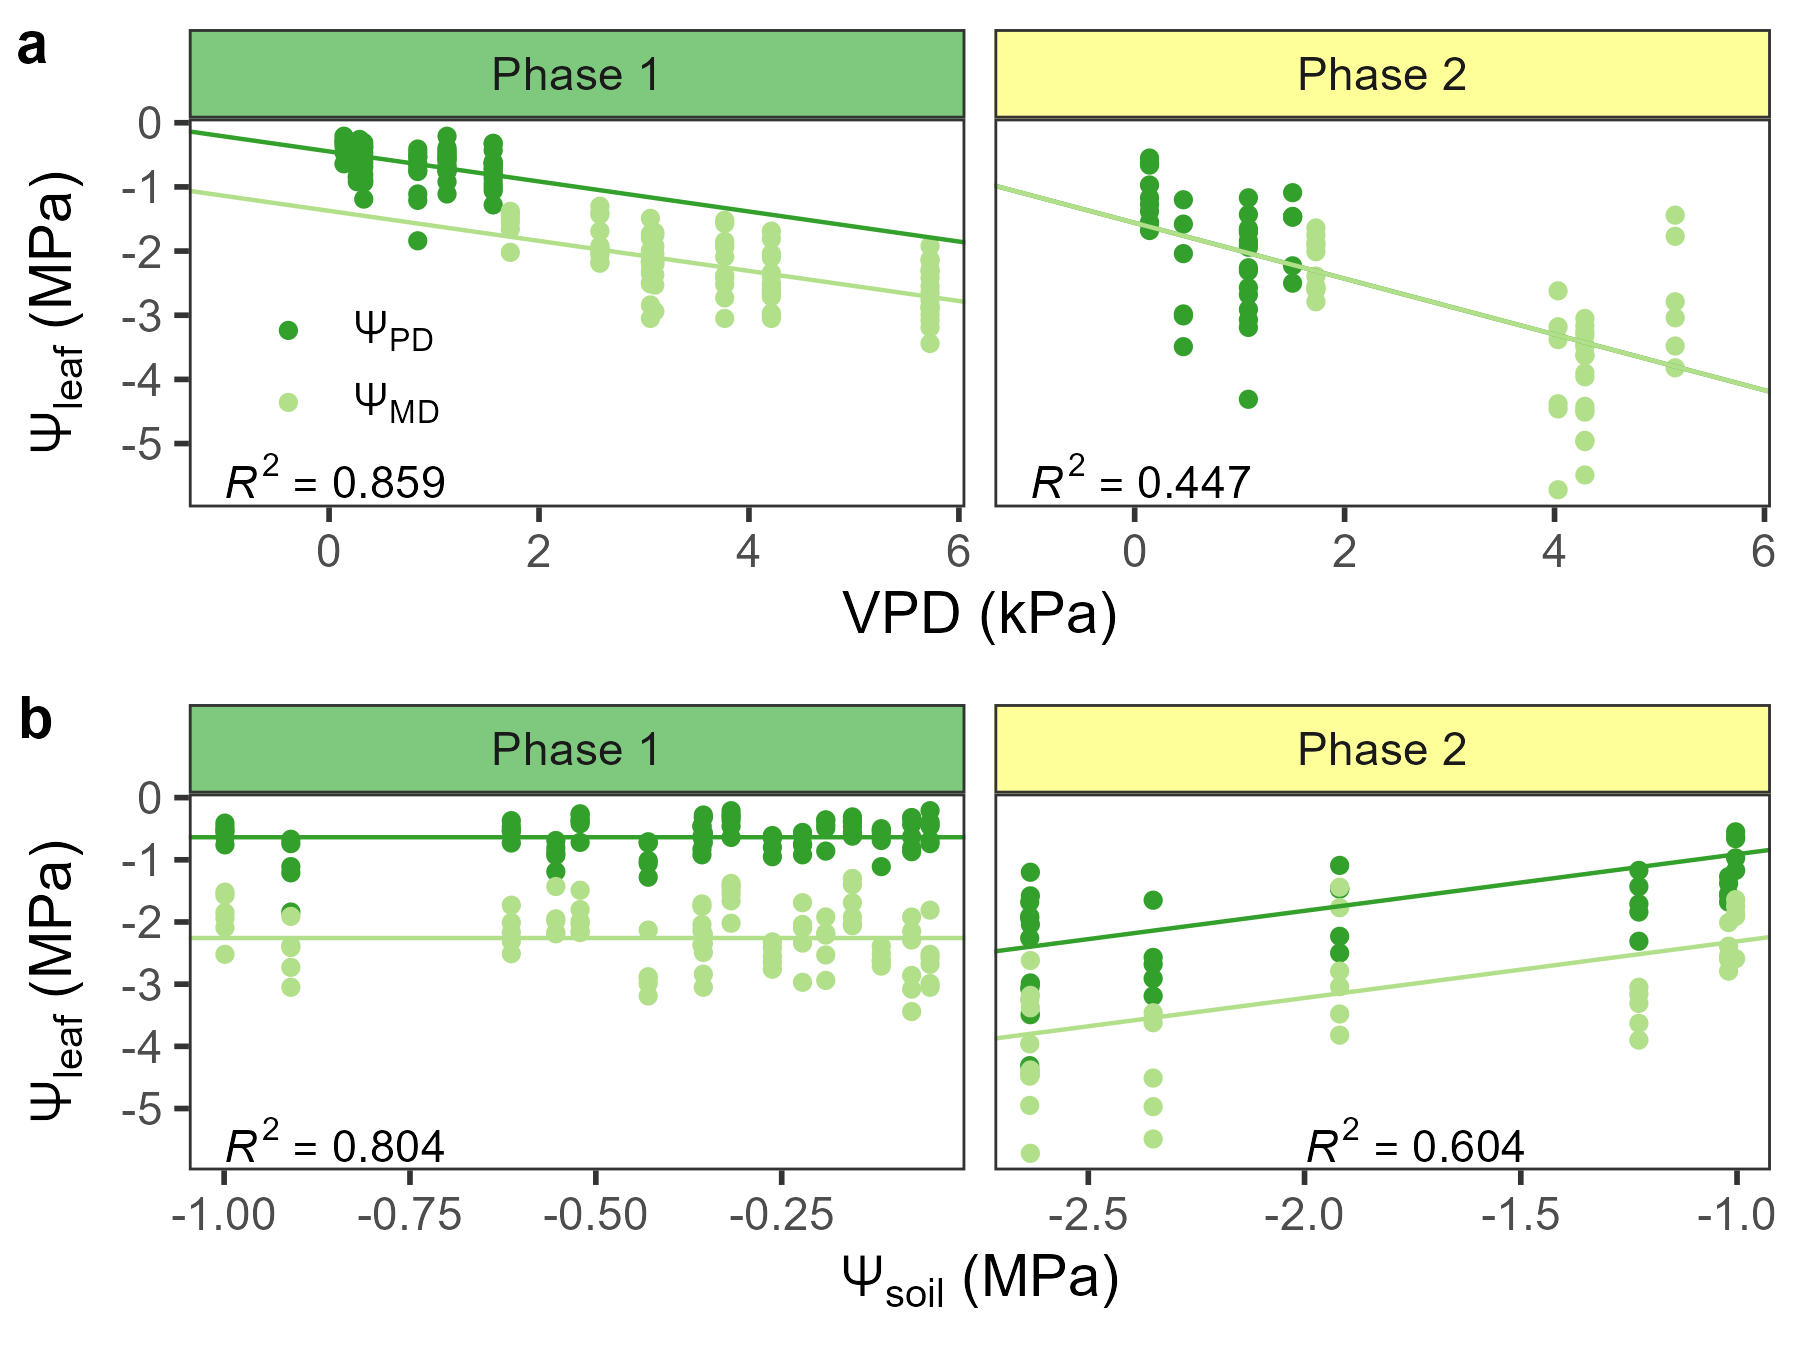 a
Phase 1 Phase 2
Ψleaf (MPa)
0
-1
-2
-3
-4
-5
ΨPD
ΨMD
R² = 0.859 R² = 0.447
0 2 4 6 0 2 4 6
VPD (kPa)
b
Phase 1 Phase 2
Ψleaf (MPa)
0
-1
-2
-3
-4
-5
R² = 0.804 R² = 0.604
-1.00 -0.75 -0.50 -0.25 -2.5 -2.0 -1.5 -1.0
Ψsoil (MPa)